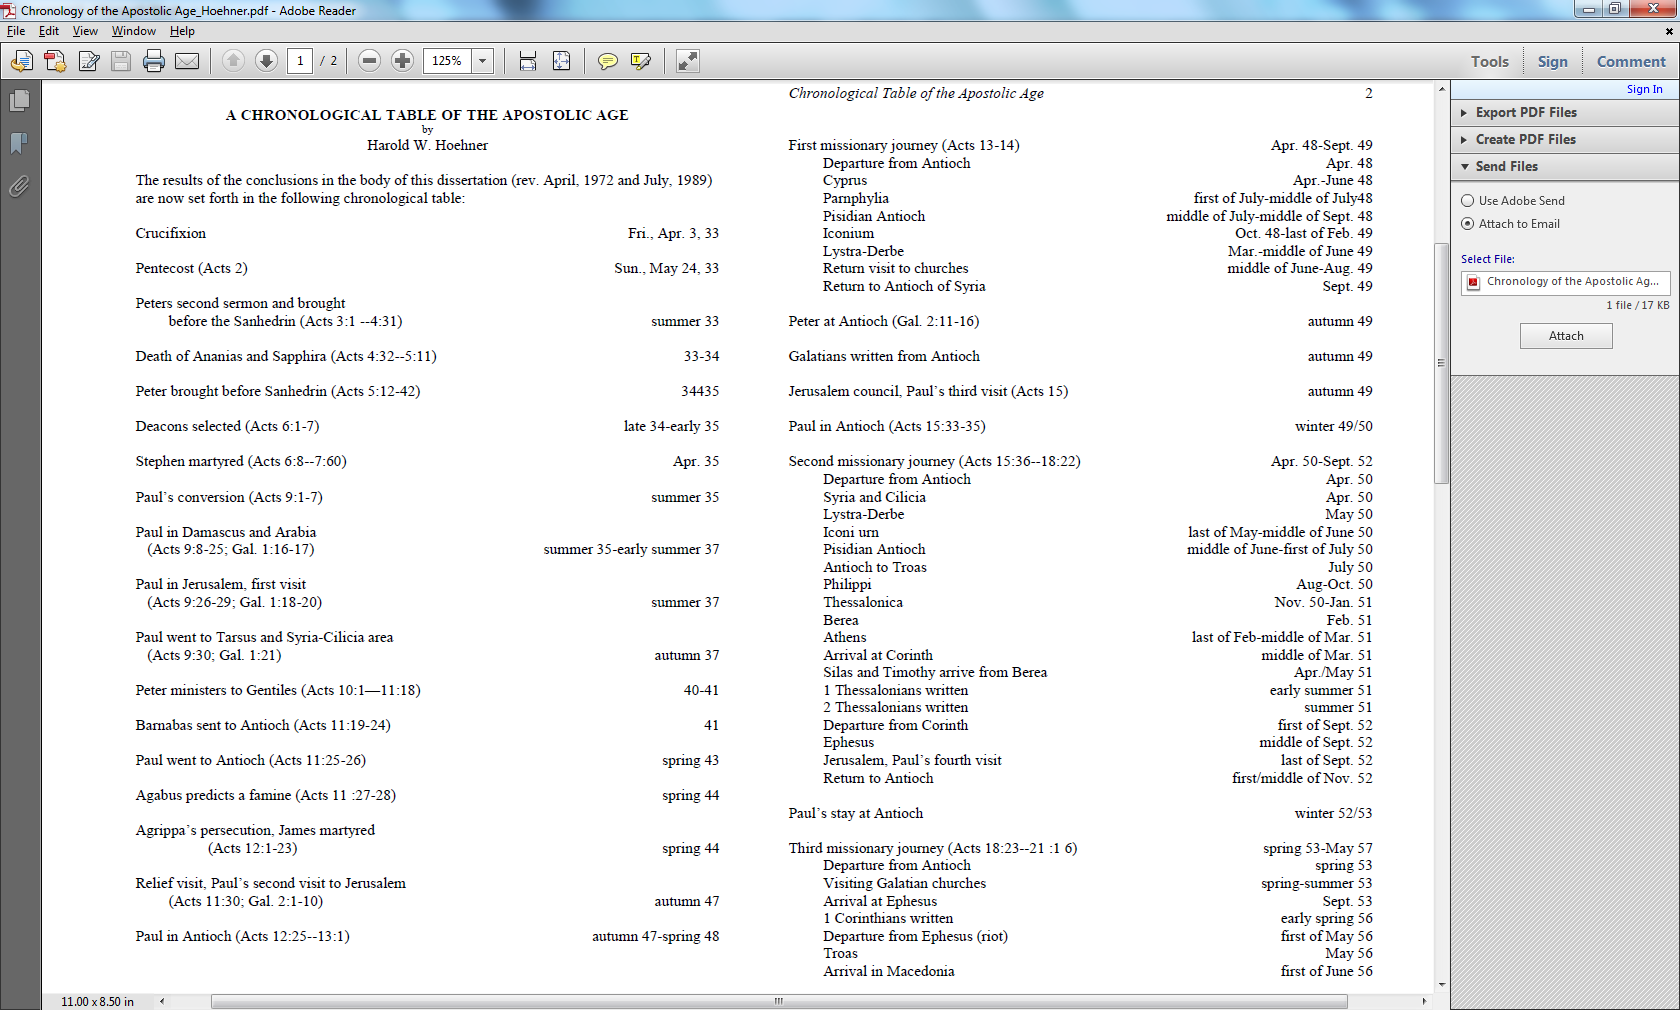 Chronology of the Apostolic Age_Hoehner.pdf - Adobe Reader
File Edit View Window Help
1 / 2 125% Tools Sign Comment
A CHRONOLOGICAL TABLE OF THE APOSTOLIC AGE
by
Harold W. Hoehner
The results of the conclusions in the body of this dissertation (rev. April, 1972 and July, 1989)
are now set forth in the following chronological table:
Crucifixion Fri., Apr. 3, 33
Pentecost (Acts 2) Sun., May 24, 33
Peters second sermon and brought
before the Sanhedrin (Acts 3:1 --4:31) summer 33
Death of Ananias and Sapphira (Acts 4:32--5:11) 33-34
Peter brought before Sanhedrin (Acts 5:12-42) 34435
Deacons selected (Acts 6:1-7) late 34-early 35
Stephen martyred (Acts 6:8--7:60) Apr. 35
Paul's conversion (Acts 9:1-7) summer 35
Paul in Damascus and Arabia
(Acts 9:8-25; Gal. 1:16-17) summer 35-early summer 37
Paul in Jerusalem, first visit
(Acts 9:26-29; Gal. 1:18-20) summer 37
Paul went to Tarsus and Syria-Cilicia area
(Acts 9:30; Gal. 1:21) autumn 37
Peter ministers to Gentiles (Acts 10:1—11:18) 40-41
Barnabas sent to Antioch (Acts 11:19-24) 41
Paul went to Antioch (Acts 11:25-26) spring 43
Agabus predicts a famine (Acts 11 :27-28) spring 44
Agrippa's persecution, James martyred
(Acts 12:1-23) spring 44
Relief visit, Paul's second visit to Jerusalem
(Acts 11:30; Gal. 2:1-10) autumn 47
Paul in Antioch (Acts 12:25--13:1) autumn 47-spring 48
Chronological Table of the Apostolic Age 2
First missionary journey (Acts 13-14) Apr. 48-Sept. 49
Departure from Antioch Apr. 48
Cyprus Apr.-June 48
Parnphylia first of July-middle of July48
Pisidian Antioch middle of July-middle of Sept. 48
Iconium Oct. 48-last of Feb. 49
Lystra-Derbe Mar.-middle of June 49
Return visit to churches middle of June-Aug. 49
Return to Antioch of Syria Sept. 49
Peter at Antioch (Gal. 2:11-16) autumn 49
Galatians written from Antioch autumn 49
Jerusalem council, Paul's third visit (Acts 15) autumn 49
Paul in Antioch (Acts 15:33-35) winter 49/50
Second missionary journey (Acts 15:36--18:22) Apr. 50-Sept. 52
Departure from Antioch Apr. 50
Syria and Cilicia Apr. 50
Lystra-Derbe May 50
Iconi urn last of May-middle of June 50
Pisidian Antioch middle of June-first of July 50
Antioch to Troas July 50
Philippi Aug-Oct. 50
Thessalonica Nov. 50-Jan. 51
Berea Feb. 51
Athens last of Feb-middle of Mar. 51
Arrival at Corinth middle of Mar. 51
Silas and Timothy arrive from Berea Apr./May 51
1 Thessalonians written early summer 51
2 Thessalonians written summer 51
Departure from Corinth first of Sept. 52
Ephesus middle of Sept. 52
Jerusalem, Paul's fourth visit last of Sept. 52
Return to Antioch first/middle of Nov. 52
Paul's stay at Antioch winter 52/53
Third missionary journey (Acts 18:23--21 :1 6) spring 53-May 57
Departure from Antioch spring 53
Visiting Galatian churches spring-summer 53
Arrival at Ephesus Sept. 53
1 Corinthians written early spring 56
Departure from Ephesus (riot) first of May 56
Troas May 56
Arrival in Macedonia first of June 56
Sign In
Export PDF Files
Create PDF Files
Send Files
Use Adobe Send
Attach to Email
Select File:
Chronology of the Apostolic Ag...
1 file / 17 KB
Attach
11.00 x 8.50 in